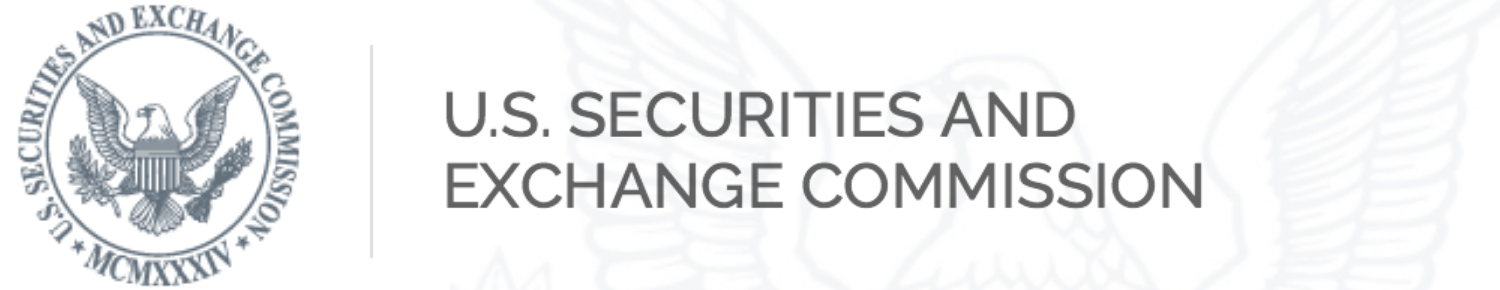 U.S. SECURITIES AND EXCHANGE COMMISSION
MCMXXXIV
U.S. SECURITIES AND
EXCHANGE COMMISSION